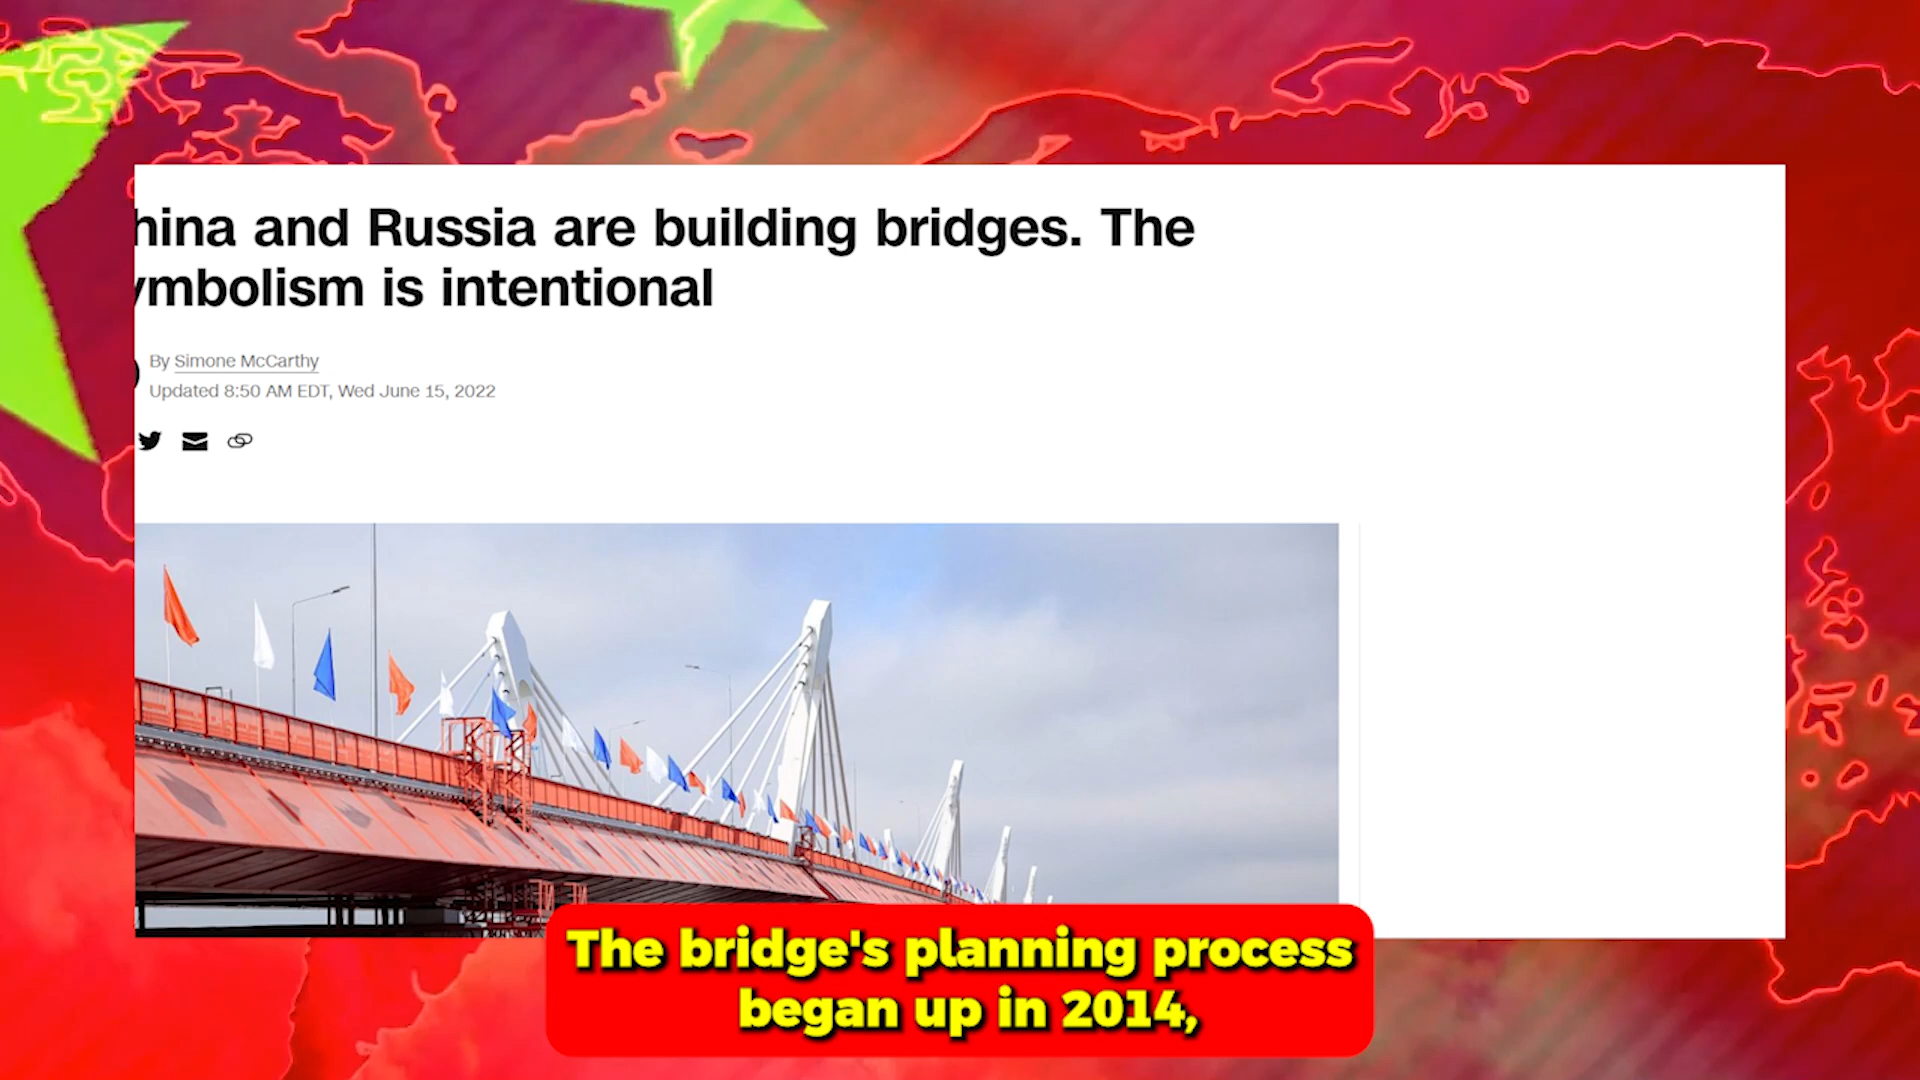 hina and Russia are building bridges. The
ymbolism is intentional
By Simone McCarthy
Updated 8:50 AM EDT, Wed June 15, 2022
The bridge's planning process
began up in 2014,